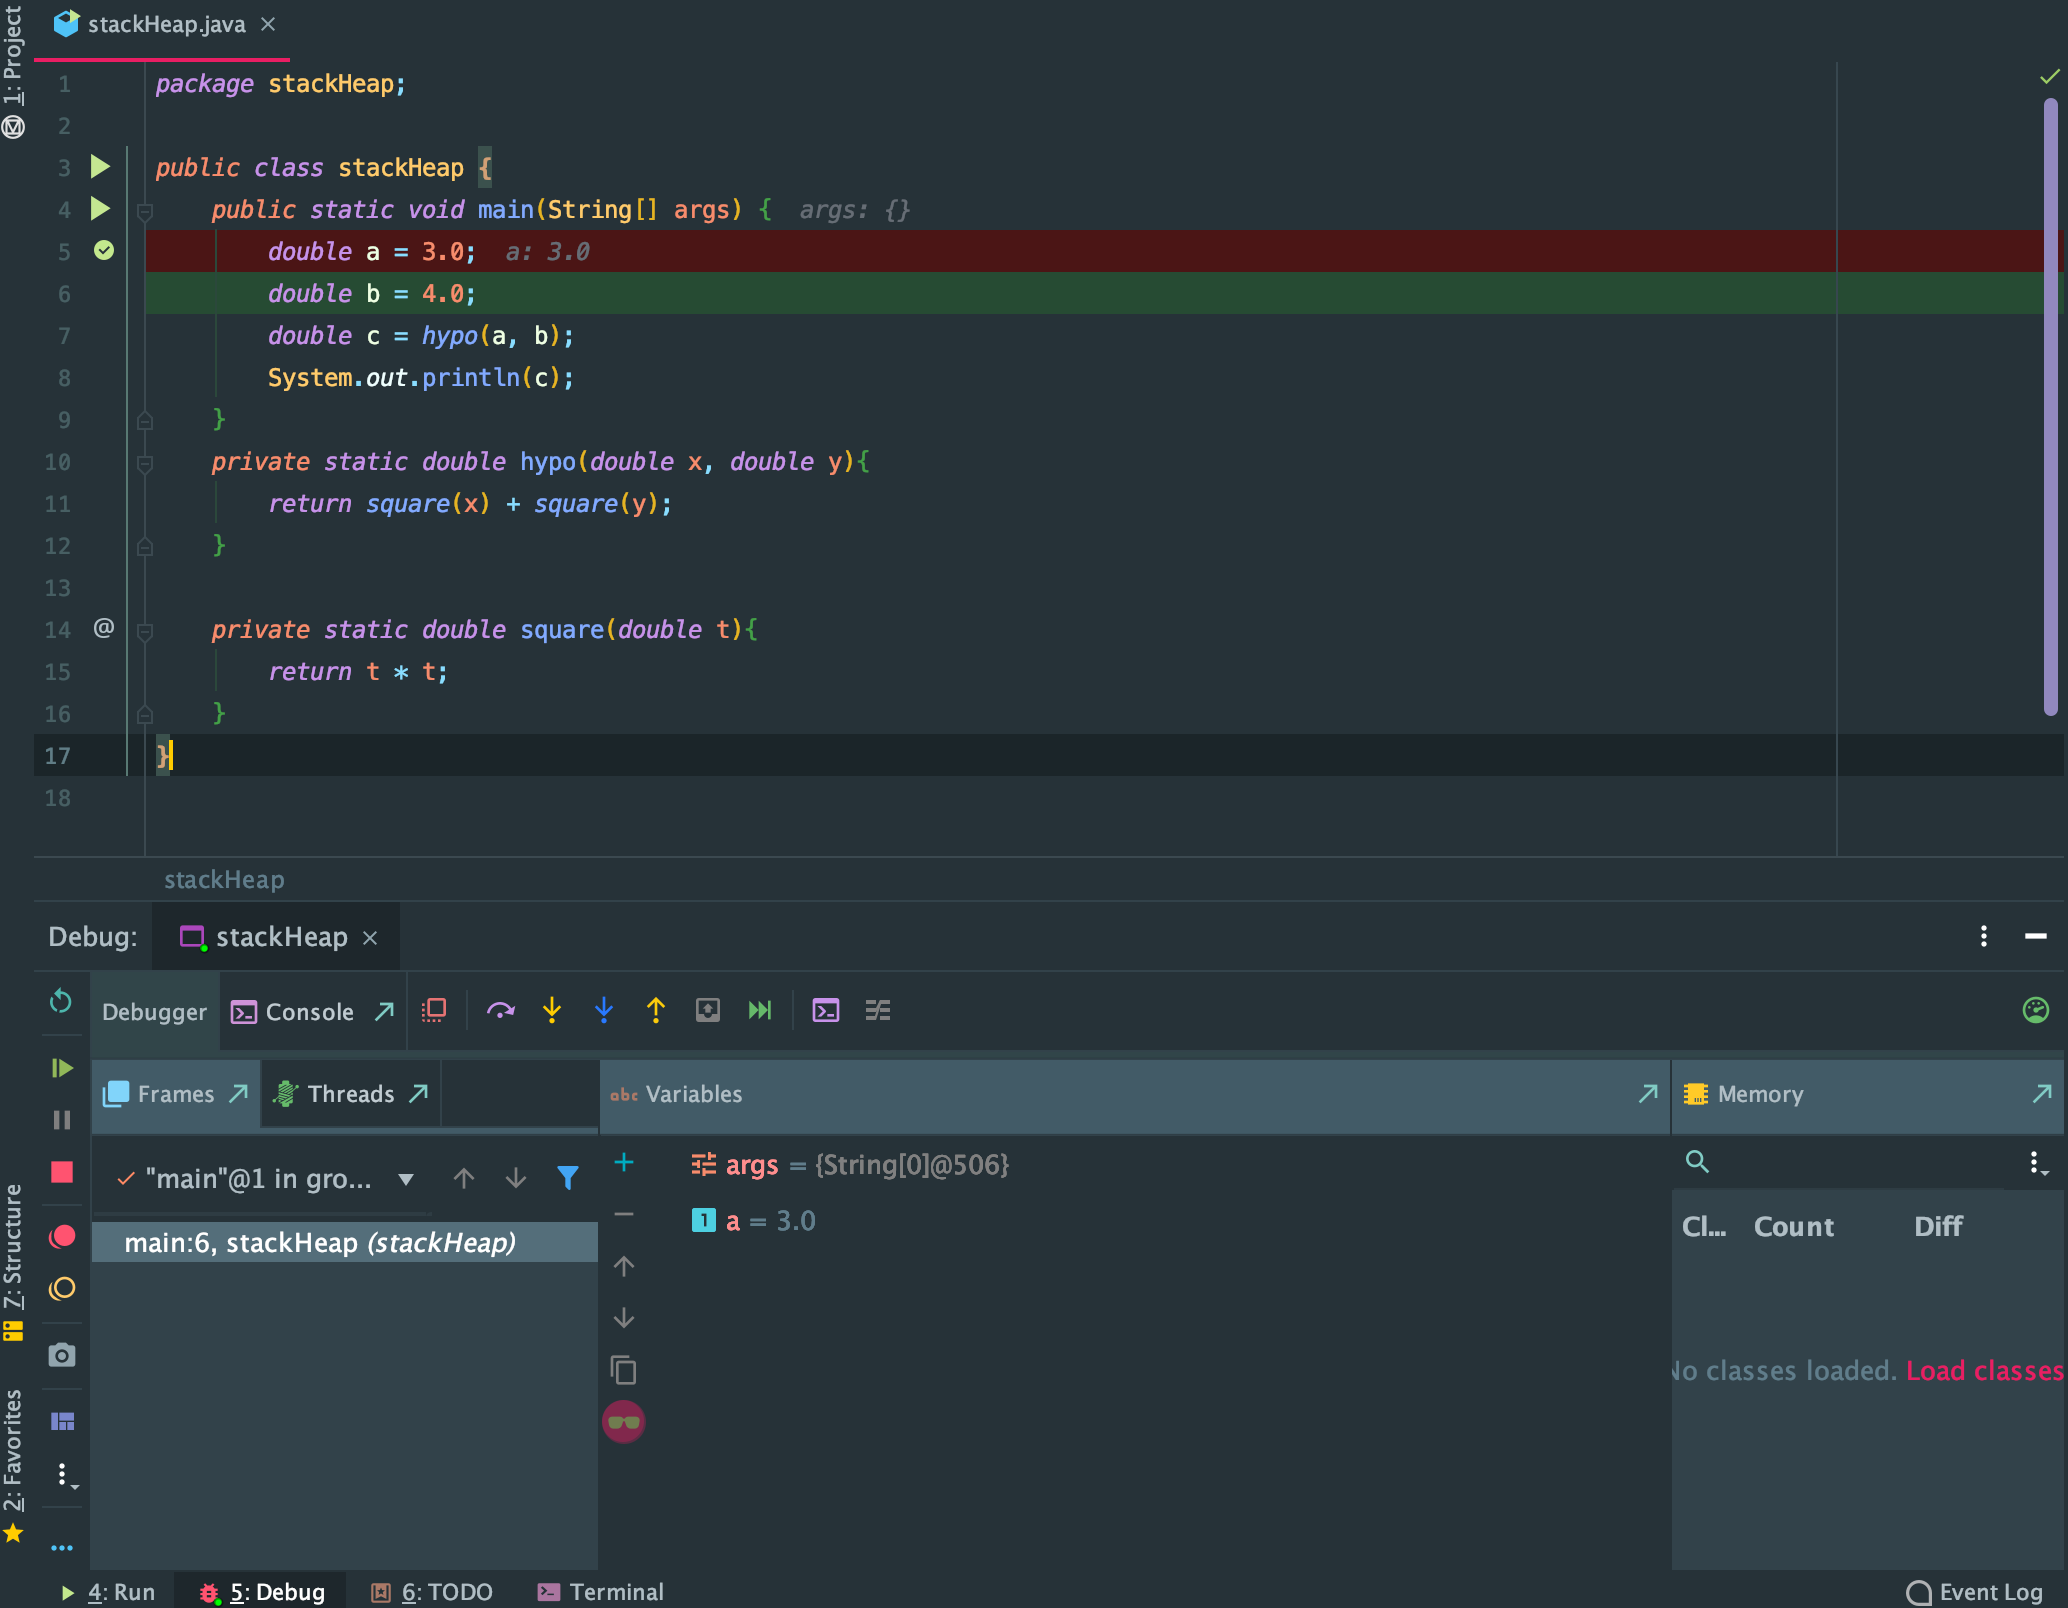 stackHeap.java
1: Project
1 package stackHeap;
2
3 public class stackHeap {
4 public static void main(String[] args) { args: {}
5 double a = 3.0; a: 3.0
6 double b = 4.0;
7 double c = hypo(a, b);
8 System.out.println(c);
9 }
10 private static double hypo(double x, double y){
11 return square(x) + square(y);
12 }
13
14 @ private static double square(double t){
15 return t * t;
16 }
17 }
18
stackHeap
Debug: stackHeap
Debugger Console
Frames Threads
abc Variables
Memory
"main"@1 in gro...
args = {String[0]@506}
1 a = 3.0
main:6, stackHeap (stackHeap)
Cl... Count Diff
No classes loaded. Load classes
7: Structure
2: Favorites
4: Run 5: Debug 6: TODO Terminal Event Log